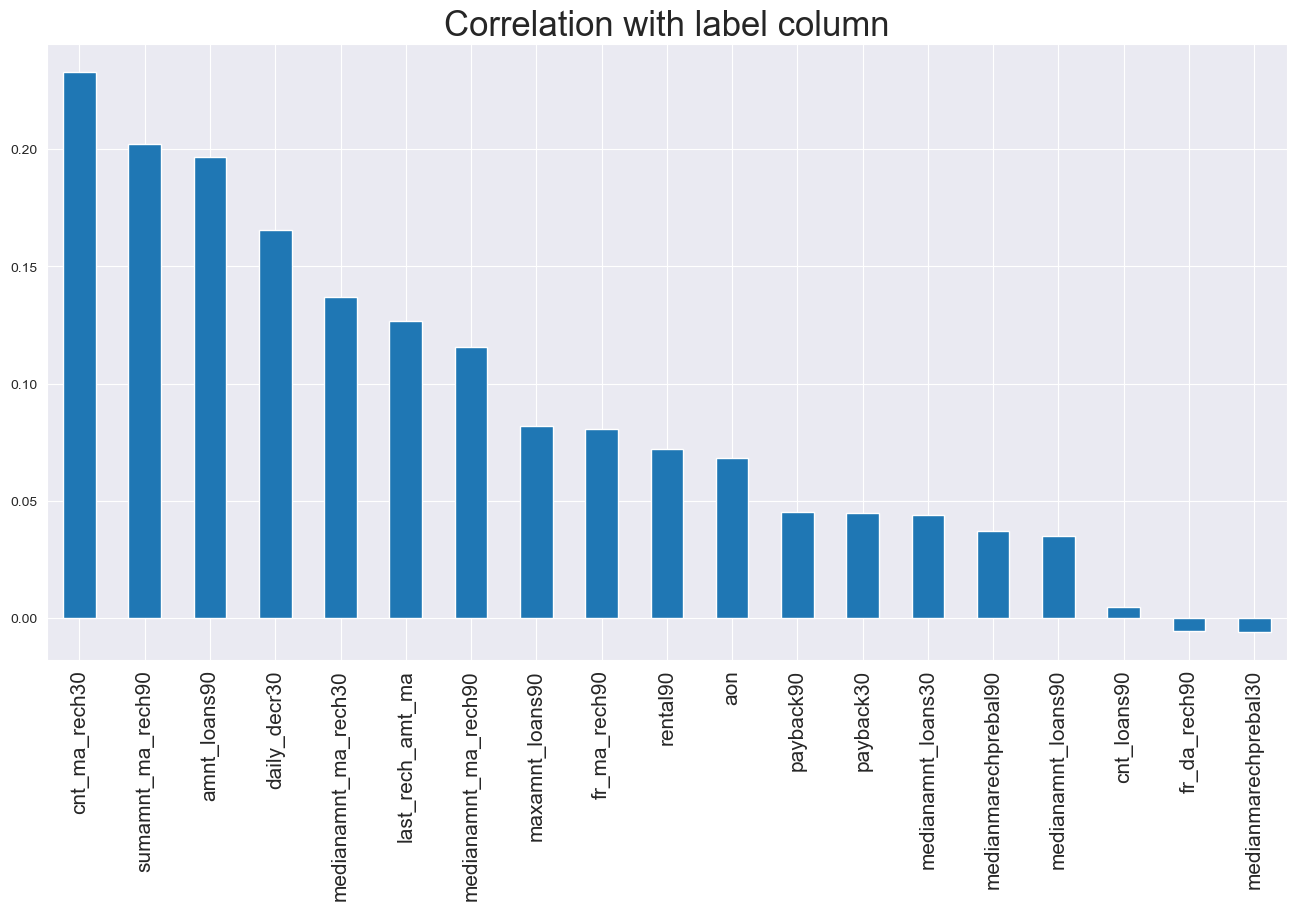 Correlation with label column
0.20
0.15
0.10
0.05
0.00
cnt_ma_rech30
sumamnt_ma_rech90
amnt_loans90
daily_decr30
medianamnt_ma_rech30
last_rech_amt_ma
medianamnt_ma_rech90
maxamnt_loans90
fr_ma_rech90
rental90
aon
payback90
payback30
medianamnt_loans30
medianmarechprebal90
medianamnt_loans90
cnt_loans90
fr_da_rech90
medianmarechprebal30